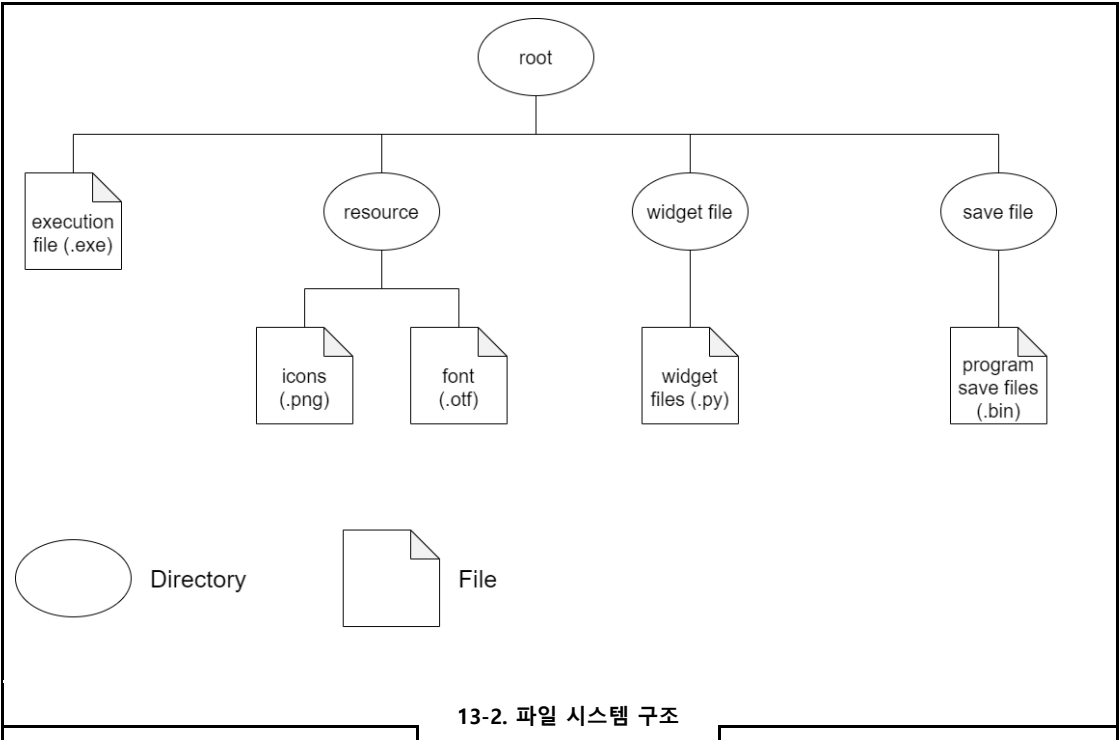 root
execution
file (.exe)
resource
widget file
save file
icons
(.png)
font
(.otf)
widget
files (.py)
program
save files
(.bin)
Directory
File
13-2. 파일 시스템 구조